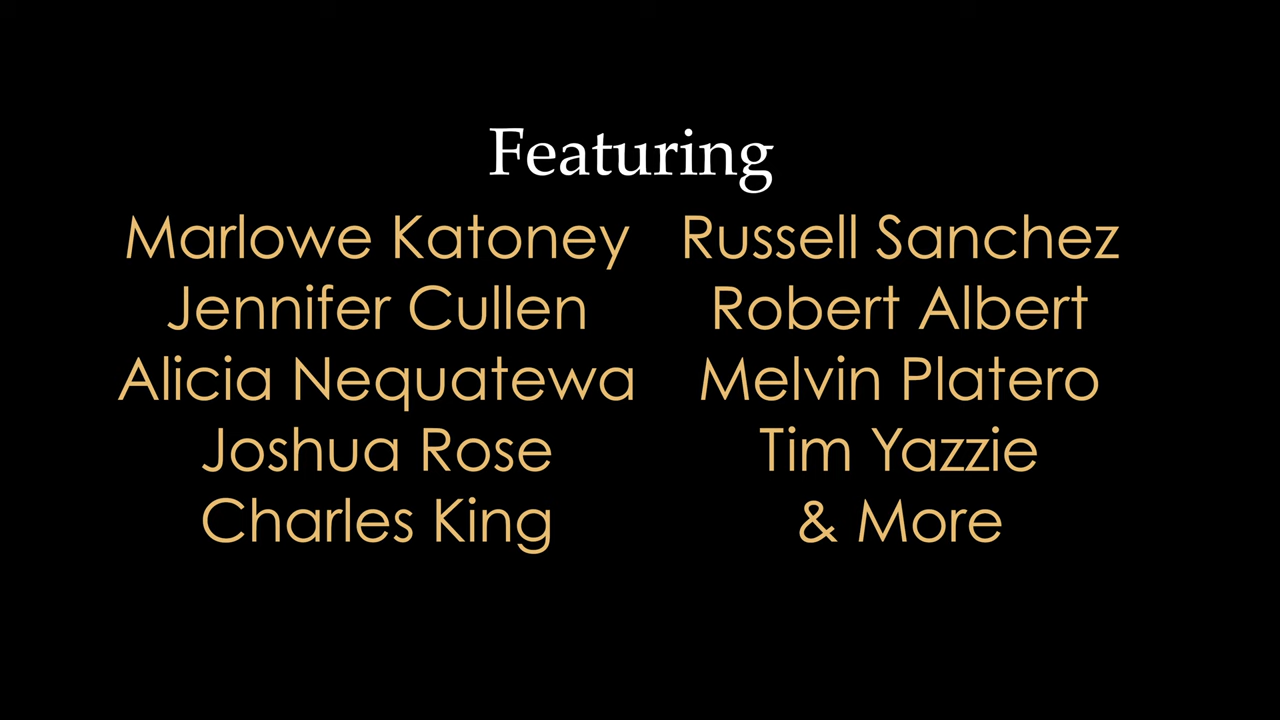 Featuring
Marlowe Katoney
Jennifer Cullen
Alicia Nequatewa
Joshua Rose
Charles King
Russell Sanchez
Robert Albert
Melvin Platero
Tim Yazzie
& More